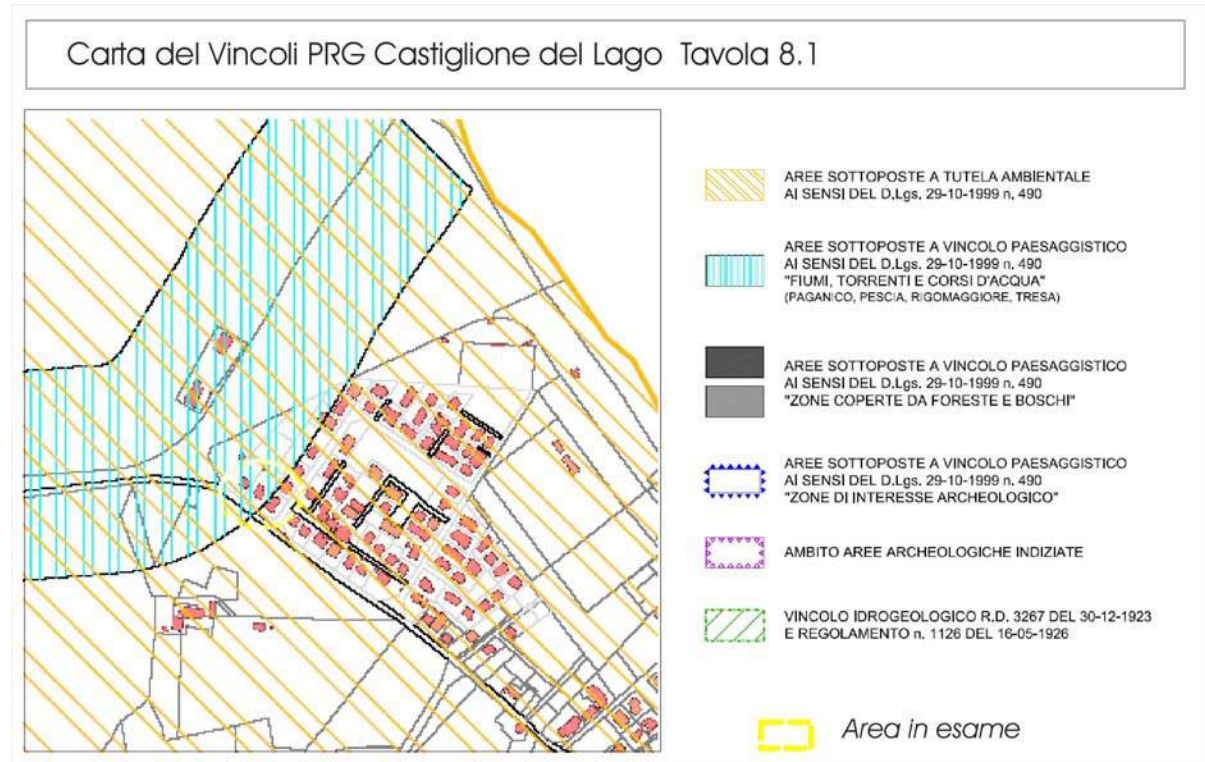 Carta del Vincoli PRG Castiglione del Lago Tavola 8.1
AREE SOTTOPOSTE A TUTELA AMBIENTALE
AI SENSI DEL D.Lgs. 29-10-1999 n. 490
AREE SOTTOPOSTE A VINCOLO PAESAGGISTICO
AI SENSI DEL D.Lgs. 29-10-1999 n. 490
"FIUMI, TORRENTI E CORSI D'ACQUA"
(PAGANICO, PESCIA, RIGOMAGGIORE, TRESA)
AREE SOTTOPOSTE A VINCOLO PAESAGGISTICO
AI SENSI DEL D.Lgs. 29-10-1999 n. 490
"ZONE COPERTE DA FORESTE E BOSCHI"
AREE SOTTOPOSTE A VINCOLO PAESAGGISTICO
AI SENSI DEL D.Lgs. 29-10-1999 n. 490
"ZONE DI INTERESSE ARCHEOLOGICO"
AMBITO AREE ARCHEOLOGICHE INDIZIATE
VINCOLO IDROGEOLOGICO R.D. 3267 DEL 30-12-1923
E REGOLAMENTO n. 1126 DEL 16-05-1926
Area in esame